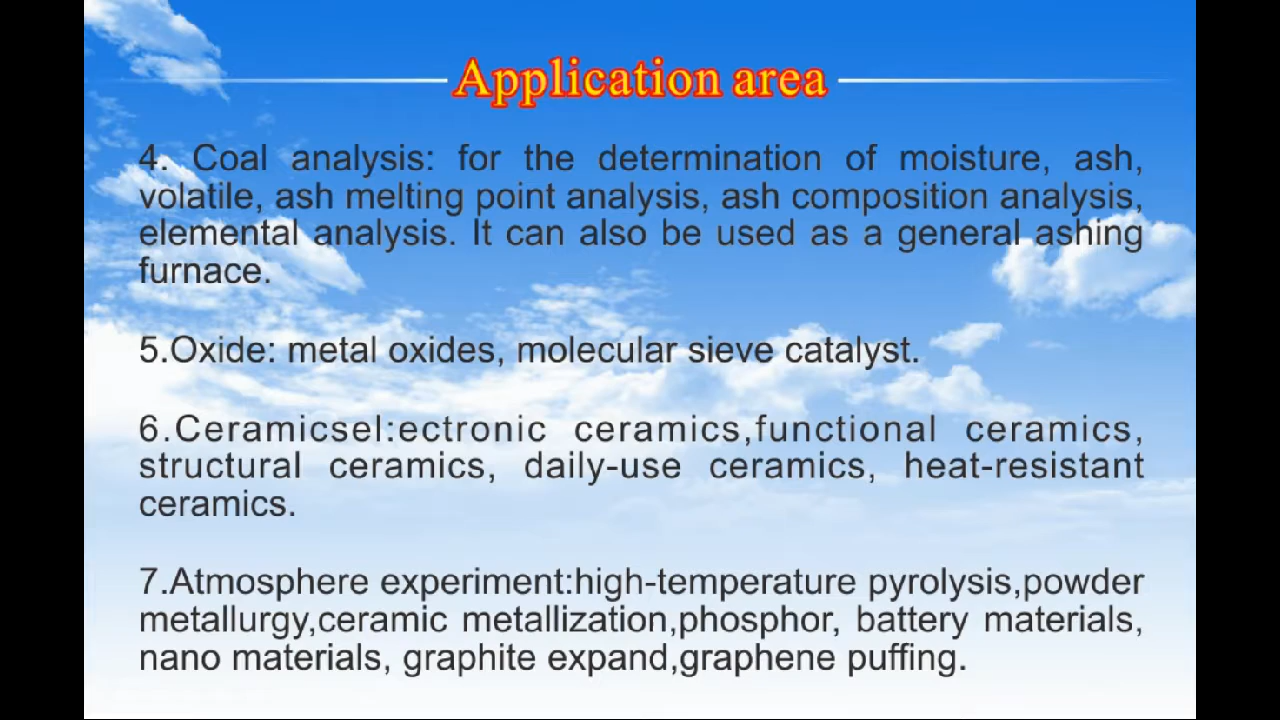 Application area
4. Coal analysis: for the determination of moisture, ash,
volatile, ash melting point analysis, ash composition analysis,
elemental analysis. It can also be used as a general ashing
furnace.
5.Oxide: metal oxides, molecular sieve catalyst.
6.Ceramicsel:ectronic ceramics,functional ceramics,
structural ceramics, daily-use ceramics, heat-resistant
ceramics.
7.Atmosphere experiment:high-temperature pyrolysis,powder
metallurgy,ceramic metallization,phosphor, battery materials,
nano materials, graphite expand,graphene puffing.